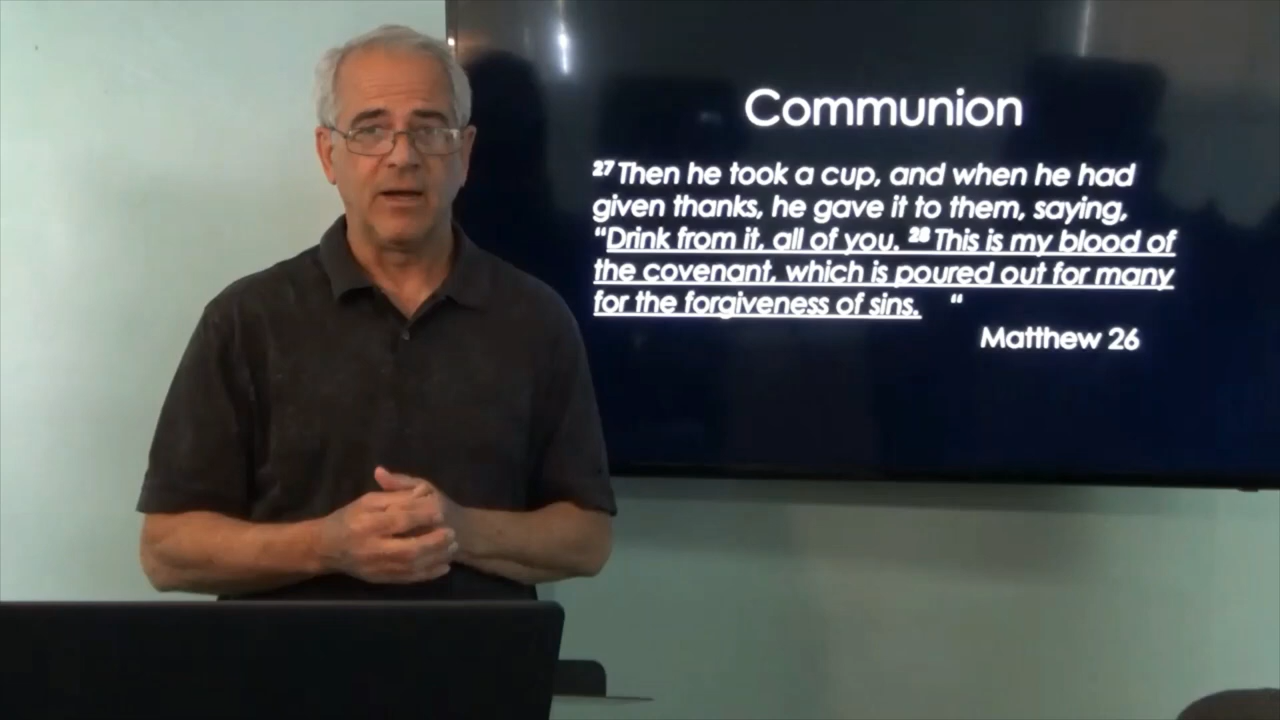 Communion
27 Then he took a cup, and when he had
given thanks, he gave it to them, saying,
“Drink from it, all of you. 28 This is my blood of
the covenant, which is poured out for many
for the forgiveness of sins. “
Matthew 26